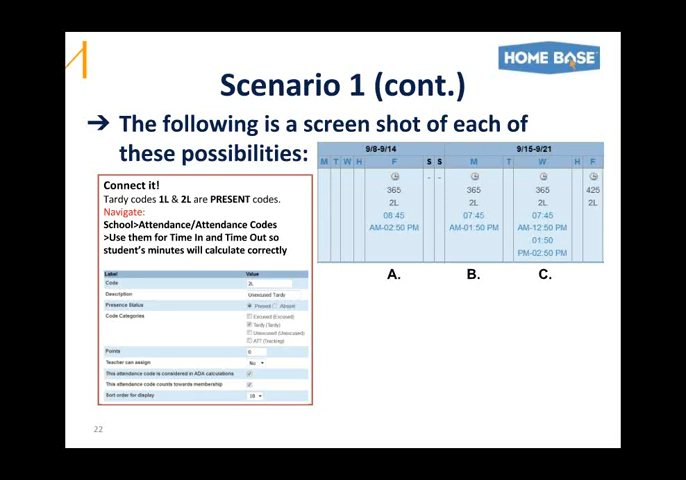 HOME BASE
Scenario 1 (cont.)
➔ The following is a screen shot of each of
these possibilities:
Connect it!
Tardy codes 1L & 2L are PRESENT codes.
Navigate:
School>Attendance/Attendance Codes
>Use them for Time In and Time Out so
student's minutes will calculate correctly
Label Value
Code 2L
Description Unexcused Tardy
Presence Status Present Absent
Code Categories Excused (Excused)
Tardy (Tardy)
Unexcused (Unexcused)
ATT (Tracking)
Points 0
Teacher can assign No
This attendance code is considered in ADA calculations
This attendance code counts towards membership
Sort order for display 18
9/8-9/14 9/15-9/21
M T W H F S S M T W H F
- -
365 365 365 425
2L 2L 2L 2L
08:45 07:45 07:45
AM-02:50 PM AM-01:50 PM AM-12:50 PM
01:50
PM-02:50 PM
A. B. C.
22